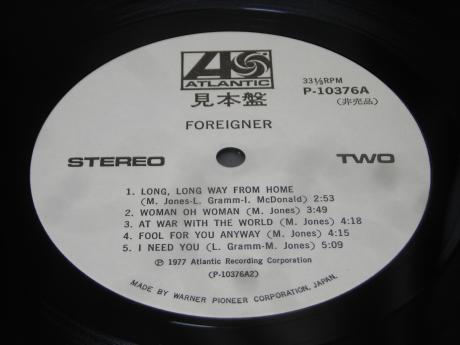 ATLANTIC
見本盤
33⅓RPM
P-10376A
(非売品)
FOREIGNER
STEREO
TWO
1. LONG, LONG WAY FROM HOME
(M. Jones-L. Gramm-I. McDonald) 2:53
2. WOMAN OH WOMAN (M. Jones) 3:49
3. AT WAR WITH THE WORLD (M. Jones) 4:18
4. FOOL FOR YOU ANYWAY (M. Jones) 4:15
5. I NEED YOU (L. Gramm-M. Jones) 5:09
Ⓟ 1977 Atlantic Recording Corporation
(P-10376A2)
MADE BY WARNER PIONEER CORPORATION, JAPAN.